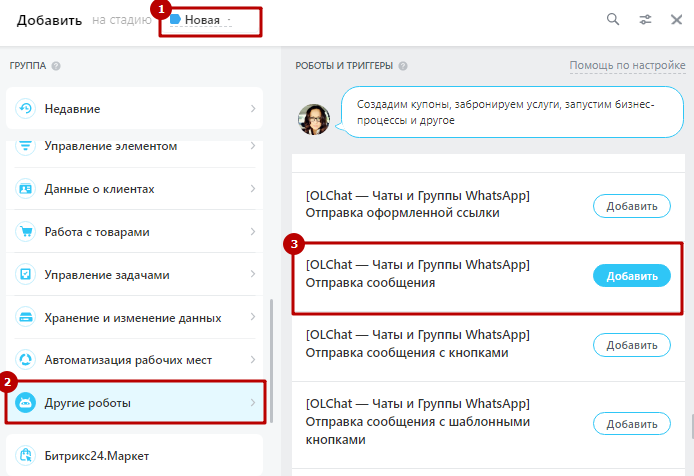 Добавить на стадию 1 Новая
ГРУППА ?
Недавние
Управление элементом
Данные о клиентах
Работа с товарами
Управление задачами
Хранение и изменение данных
Автоматизация рабочих мест
2
Другие роботы
Битрикс24.Маркет
РОБОТЫ И ТРИГГЕРЫ ?
Помощь по настройке
Создадим купоны, забронируем услуги, запустим бизнес-
процессы и другое
[OLChat — Чаты и Группы WhatsApp]
Отправка оформленной ссылки
Добавить
3
[OLChat — Чаты и Группы WhatsApp]
Отправка сообщения
Добавить
[OLChat — Чаты и Группы WhatsApp]
Отправка сообщения с кнопками
Добавить
[OLChat — Чаты и Группы WhatsApp]
Отправка сообщения с шаблонными
кнопками
Добавить